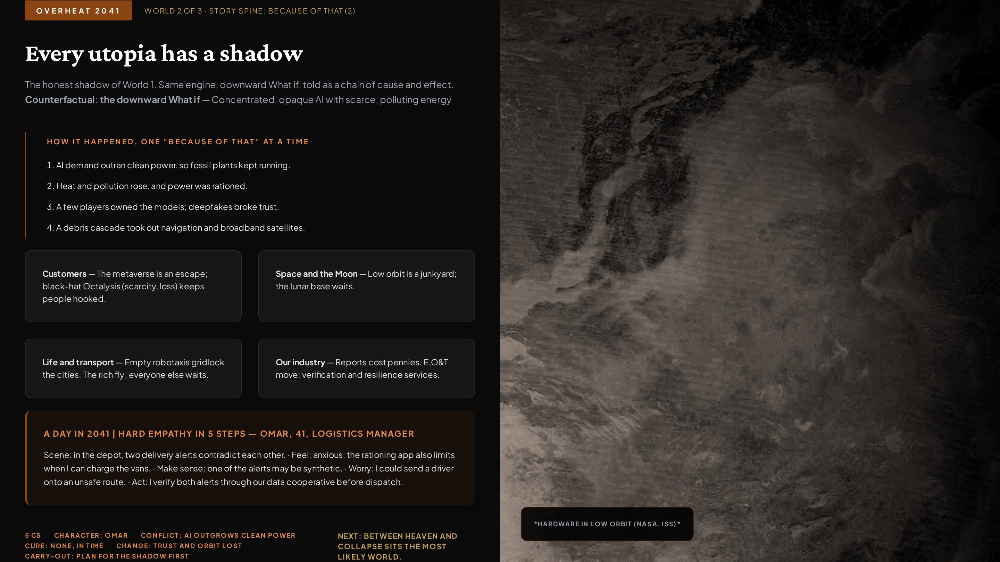 OVERHEAT 2041
WORLD 2 OF 3 · STORY SPINE: BECAUSE OF THAT (2)
Every utopia has a shadow
The honest shadow of World 1. Same engine, downward What if, told as a chain of cause and effect.
Counterfactual: the downward What if — Concentrated, opaque AI with scarce, polluting energy
HOW IT HAPPENED, ONE "BECAUSE OF THAT" AT A TIME
1. AI demand outran clean power, so fossil plants kept running.
2. Heat and pollution rose, and power was rationed.
3. A few players owned the models; deepfakes broke trust.
4. A debris cascade took out navigation and broadband satellites.
Customers — The metaverse is an escape;
black-hat Octalysis (scarcity, loss) keeps
people hooked.
Space and the Moon — Low orbit is a junkyard;
the lunar base waits.
Life and transport — Empty robotaxis gridlock
the cities. The rich fly; everyone else waits.
Our industry — Reports cost pennies. E,O&T
move: verification and resilience services.
A DAY IN 2041 | HARD EMPATHY IN 5 STEPS — OMAR, 41, LOGISTICS MANAGER
Scene: in the depot, two delivery alerts contradict each other. · Feel: anxious; the rationing app also limits
when I can charge the vans. · Make sense: one of the alerts may be synthetic. · Worry: I could send a driver
onto an unsafe route. · Act: I verify both alerts through our data cooperative before dispatch.
5 CS CHARACTER: OMAR CONFLICT: AI OUTGROWS CLEAN POWER
CURE: NONE, IN TIME CHANGE: TRUST AND ORBIT LOST
CARRY-OUT: PLAN FOR THE SHADOW FIRST
NEXT: BETWEEN HEAVEN AND
COLLAPSE SITS THE MOST
LIKELY WORLD.
*HARDWARE IN LOW ORBIT (NASA, ISS)*